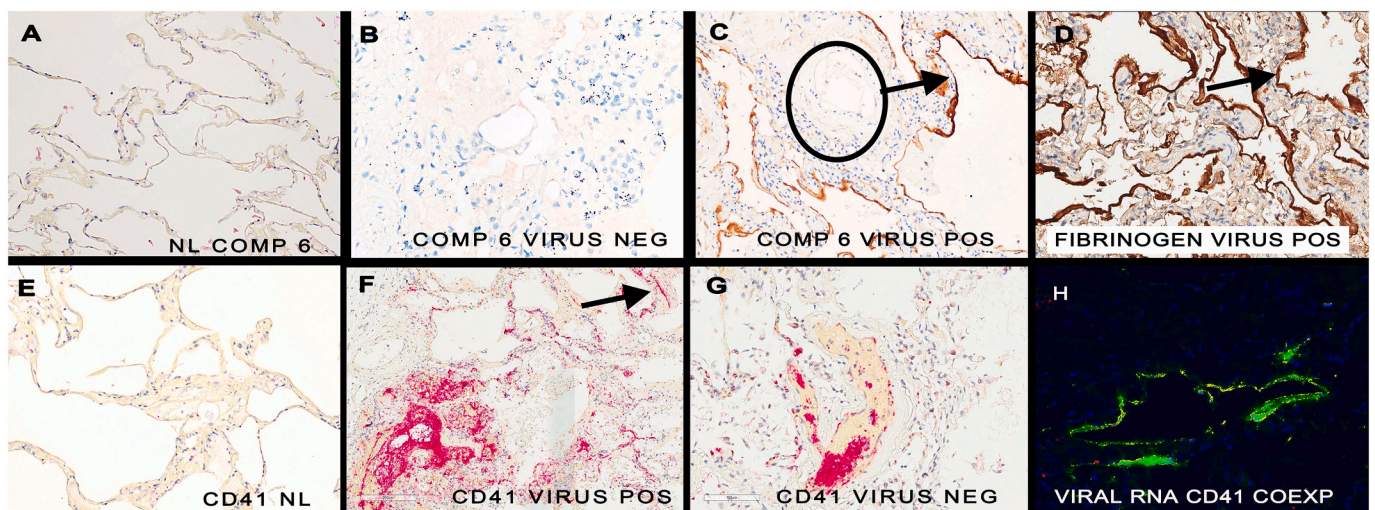 A
NL COMP 6
B
COMP 6 VIRUS NEG
C
COMP 6 VIRUS POS
D
FIBRINOGEN VIRUS POS
E
CD41 NL
F
CD41 VIRUS POS
G
CD41 VIRUS NEG
H
VIRAL RNA CD41 COEXP